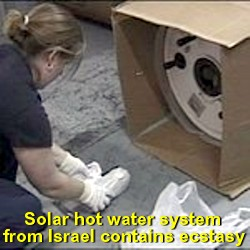 Solar hot water system
from Israel contains ecstasy